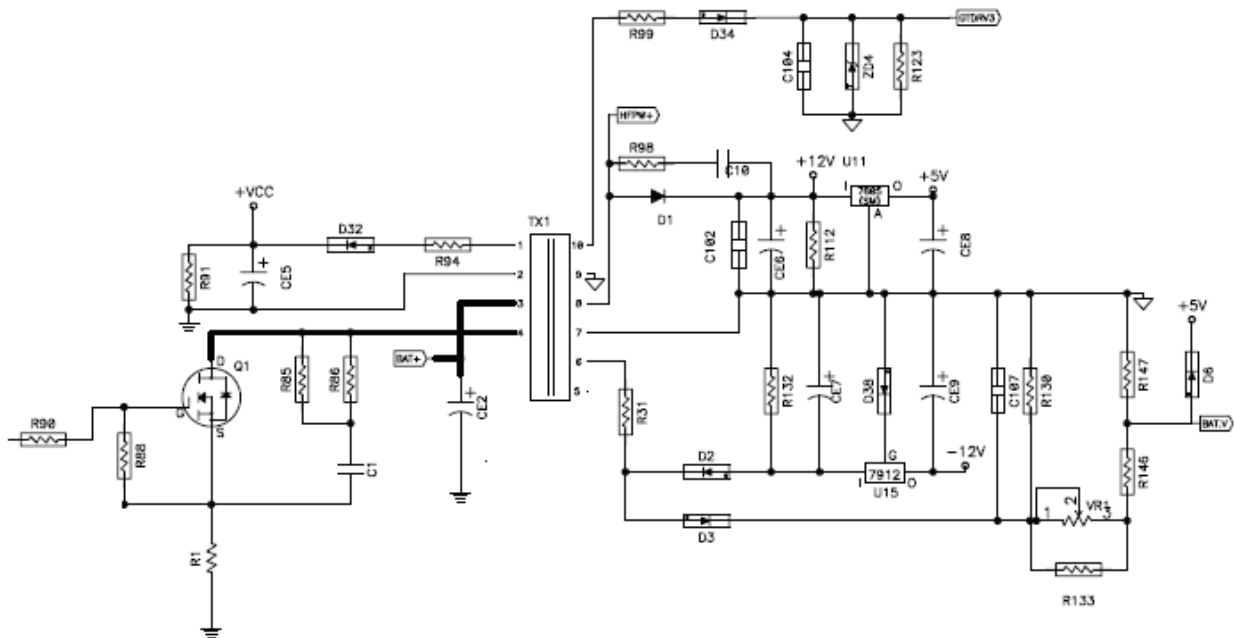 R99
D34
GTDRV3
C104
ZD4
R123
HFPW+
R98
C10
+12V U11
+5V
I
7805
(SM)
O
A
D1
+VCC
D32
R94
TX1
1
2
3
4
10
9
8
7
6
5
R91
CE5
+
C102
CE6
+
R112
CE8
+
D
Q1
G
S
R85
R86
BAT+
CE2
+
R90
R88
C1
R1
R31
R132
CE7
+
D38
CE9
+
C107
R130
R147
+5V
D6
BAT.V
R146
D2
G
I
7912
O
U15
-12V
D3
1
2
3
VR1
R133